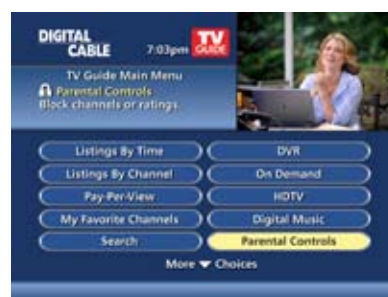 DIGITAL
CABLE
7:03pm
TV
GUIDE
TV Guide Main Menu
Parental Controls
Block channels or ratings.
Listings By Time
DVR
Listings By Channel
On Demand
Pay-Per-View
HDTV
My Favorite Channels
Digital Music
Search
Parental Controls
More Choices